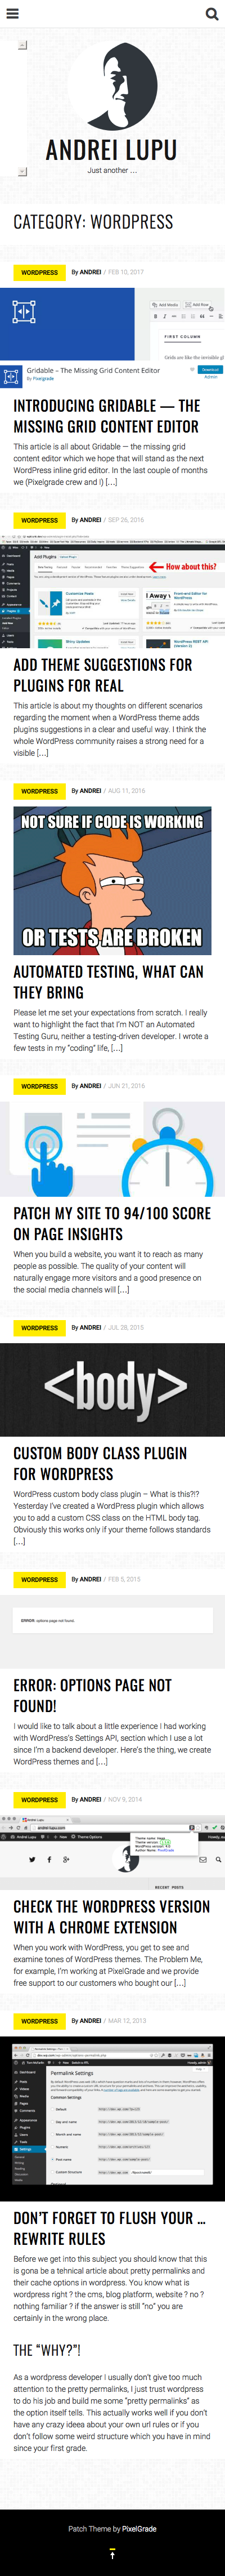 ANDREI LUPU
Just another ...
CATEGORY: WORDPRESS
WORDPRESS By ANDREI / FEB 10, 2017
Add Media Add Row
FIRST COLUMN
Gridable – The Missing Grid Content Editor
By Pixelgrade
Download
INTRODUCING GRIDABLE — THE
MISSING GRID CONTENT EDITOR
This article is all about Gridable – the missing grid
content editor which we hope that will stand as the next
WordPress inline grid editor. In the last couple of months
we (Pixelgrade crew and I) […]
WORDPRESS By ANDREI / SEP 26, 2016
Add Plugins
How about this?
ADD THEME SUGGESTIONS FOR
PLUGINS FOR REAL
This article is about my thoughts on different scenarios
regarding the moment when a WordPress theme adds
plugins suggestions in a clear and useful way. I think the
whole WordPress community raises a strong need for a
visible […]
WORDPRESS By ANDREI / AUG 11, 2016
NOT SURE IF CODE IS WORKING
OR TESTS ARE BROKEN
AUTOMATED TESTING, WHAT CAN
THEY BRING
Please let me set your expectations from scratch. I really
want to highlight the fact that I'm NOT an Automated
Testing Guru, neither a testing-driven developer. I wrote a
few tests in my “coding” life, […]
WORDPRESS By ANDREI / JUN 21, 2016
PATCH MY SITE TO 94/100 SCORE
ON PAGE INSIGHTS
When you build a website, you want it to reach as many
people as possible. The quality of your content will
naturally engage more visitors and a good presence on
the social media channels will […]
WORDPRESS By ANDREI / JUL 28, 2015
<body>
CUSTOM BODY CLASS PLUGIN
FOR WORDPRESS
WordPress custom body class plugin – What is this?!?
Yesterday I've created a WordPress plugin which allows
you to add a custom CSS class on the HTML body tag.
Obviously this works only if your theme follows standards
[…]
WORDPRESS By ANDREI / FEB 5, 2015
ERROR: options page not found.
ERROR: OPTIONS PAGE NOT
FOUND!
I would like to talk about a little experience I had working
with WordPress's Settings API, section which I use a lot
since I'm a backend developer. Here's the thing, we create
WordPress themes and […]
WORDPRESS By ANDREI / NOV 9, 2014
RECENT POSTS
CHECK THE WORDPRESS VERSION
WITH A CHROME EXTENSION
When you work with WordPress, you get to see and
examine tones of WordPress themes. The Problem Me,
for example, I'm working at PixelGrade and we provide
free support to our customers who bought our […]
WORDPRESS By ANDREI / MAR 12, 2013
Permalink Settings
Common Settings
Default
Day and name
Month and name
Numeric
Post name
Custom Structure
DON'T FORGET TO FLUSH YOUR …
REWRITE RULES
Before we get into this subject you should know that this
is gona be a tehnical article about pretty permalinks and
their cache options in wordpress. You know what is
wordpress right ? the cms, blog platform, website ? no ?
nothing familiar ? if the answer is still “no” you are
certainly in the wrong place.
THE “WHY?”!
As a wordpress developer I usually don't give too much
attention to the pretty permalinks, I just trust wordpress
to do his job and build me some “pretty permalinks” as
the option itself tells. This actually works well if you don't
have any crazy ideea about your own url rules or if you
don't follow some weird structure which you have in mind
since your first grade.
Patch Theme by PixelGrade